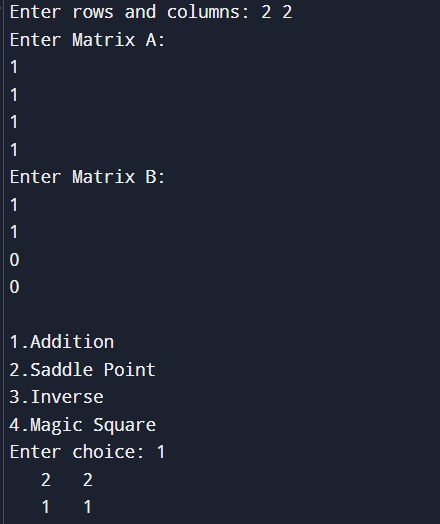 Enter rows and columns: 2 2
Enter Matrix A:
1
1
1
1
Enter Matrix B:
1
1
0
0

1.Addition
2.Saddle Point
3.Inverse
4.Magic Square
Enter choice: 1
   2   2
   1   1